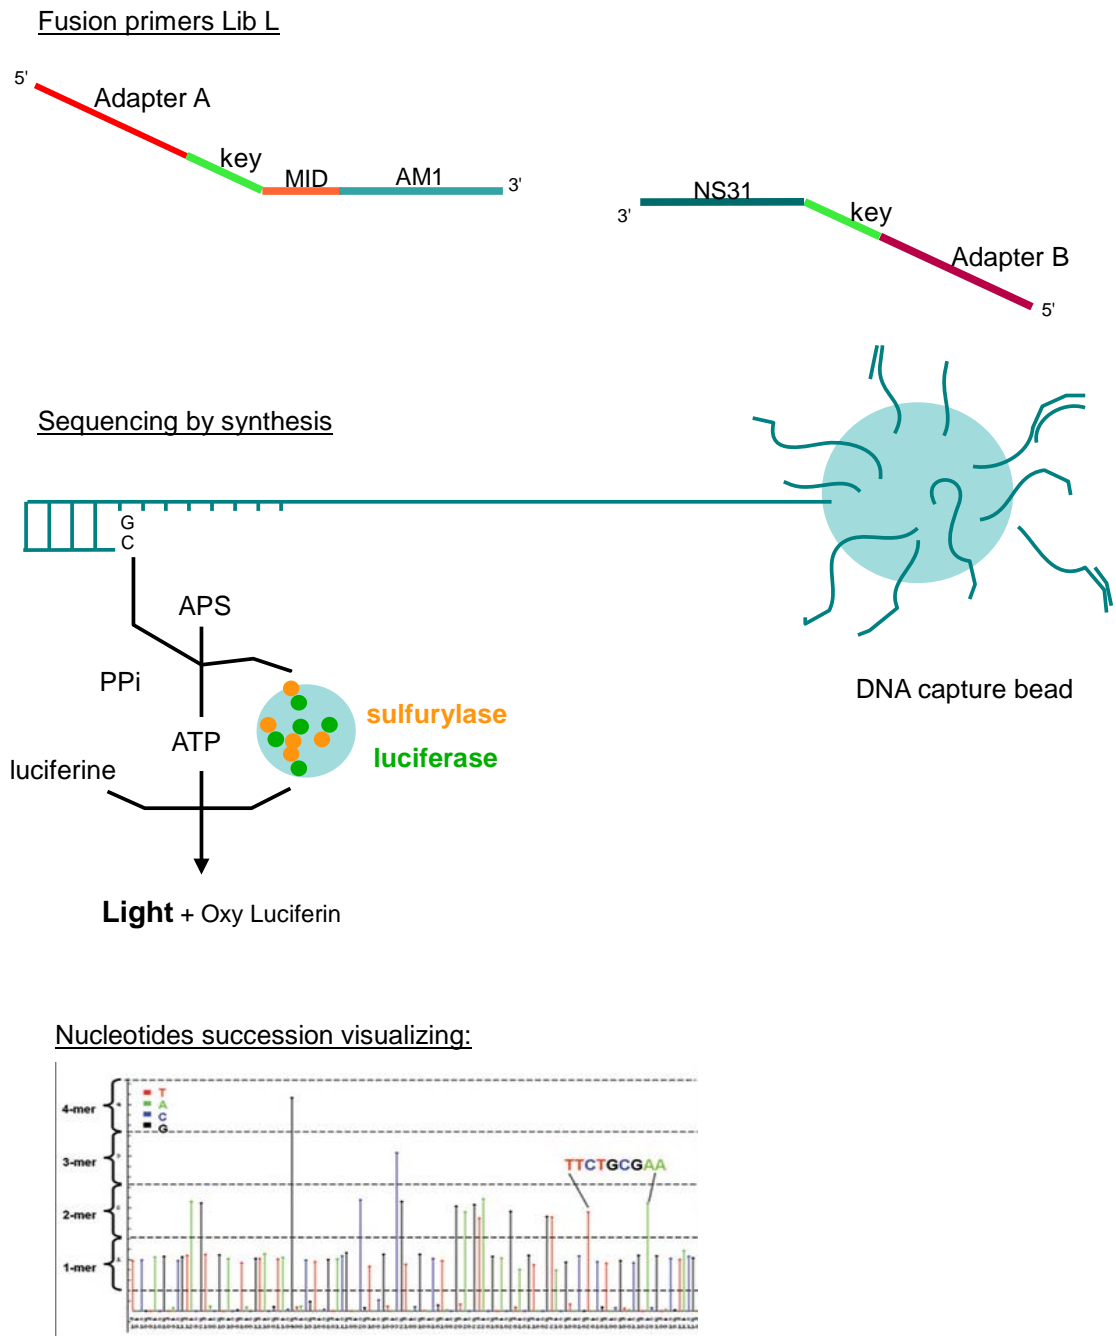 Fusion primers Lib L
5'
Adapter A
key
MID
AM1
3'
NS31
3'
key
Adapter B
5'
Sequencing by synthesis
G
C
APS
PPi
sulfurylase
DNA capture bead
ATP
luciferase
luciferine
Light + Oxy Luciferin
Nucleotides succession visualizing:
T
A
C
G
4-mer
3-mer
TTCTGCGAA
2-mer
1-mer